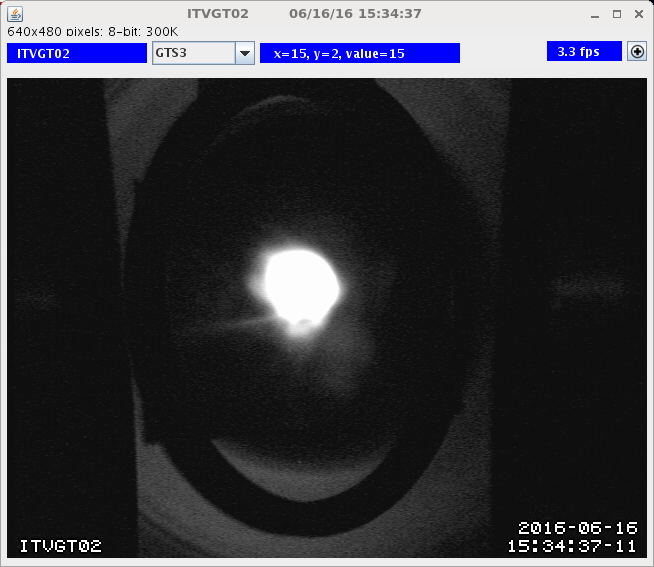 ITVGT02 06/16/16 15:34:37
640x480 pixels: 8-bit: 300K
ITVGT02 GTS3 x=15, y=2, value=15 3.3 fps
2016-06-16
ITVGT02 15:34:37-11